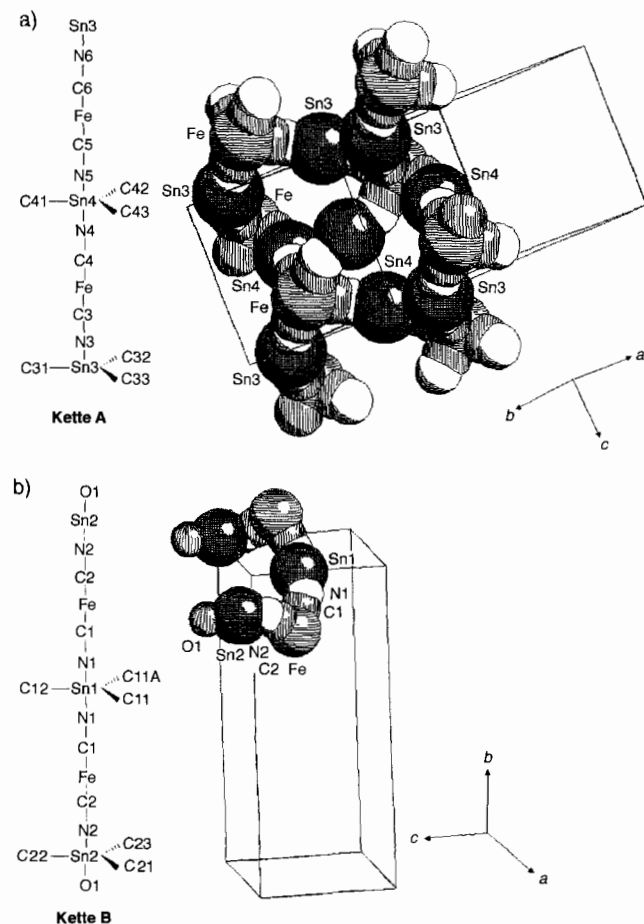 a)
Sn3
N6
C6
Fe
C5
N5
C41 Sn4 C42
C43
N4
C4
Fe
C3
N3
C31 Sn3 C32
C33
Kette A
Fe
Sn3
Sn3
Sn3
Fe
Sn4
Sn4
Sn4
Fe
Sn3
Sn3
a
b
c
b)
O1
Sn2
N2
C2
Fe
C1
N1
C12 Sn1 C11A
C11
N1
C1
Fe
C2
N2
C22 Sn2 C23
C21
O1
Kette B
Sn1
N1
C1
O1
Sn2
N2
C2
Fe
b
c
a